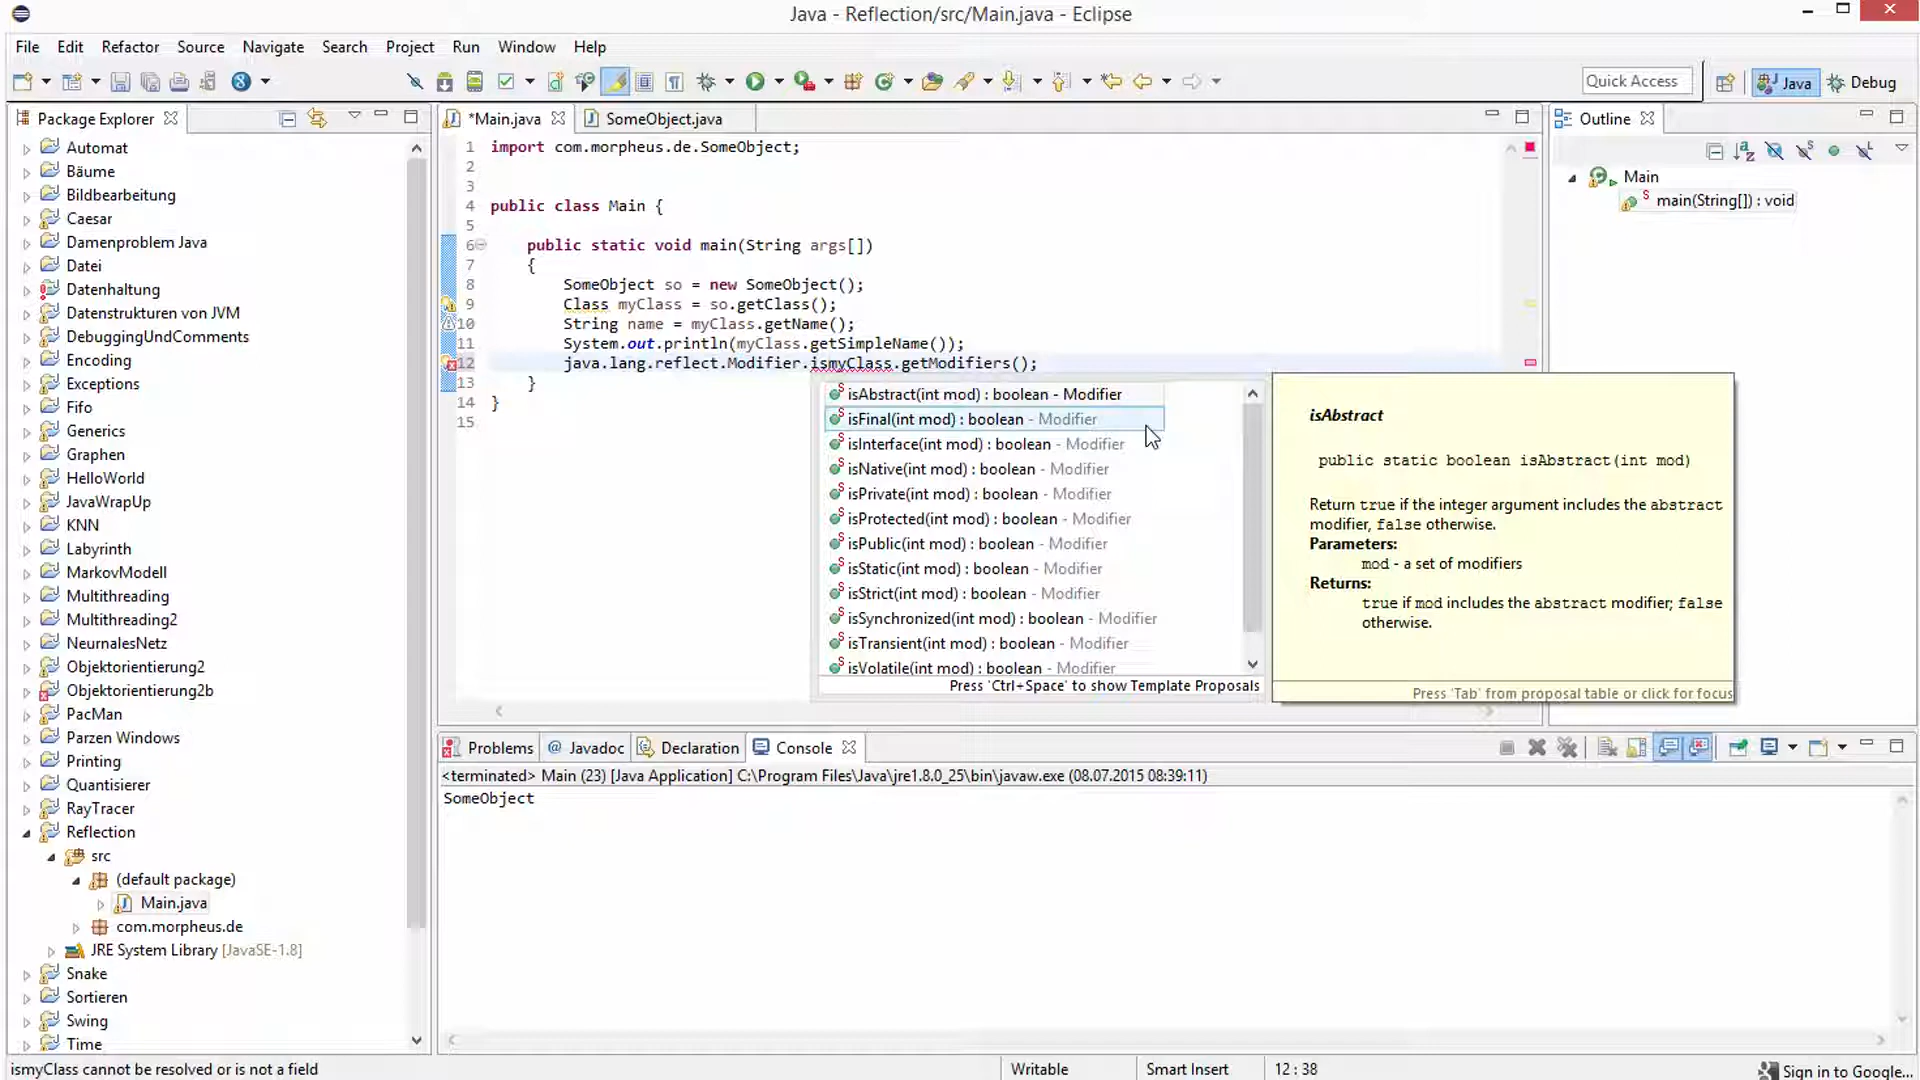 Java - Reflection/src/Main.java - Eclipse
File Edit Refactor Source Navigate Search Project Run Window Help
Quick Access
Java
Debug
Package Explorer
*Main.java
SomeObject.java
Outline
Automat
Bäume
Bildbearbeitung
Caesar
Damenproblem Java
Datei
Datenhaltung
Datenstrukturen von JVM
DebuggingUndComments
Encoding
Exceptions
Fifo
Generics
Graphen
HelloWorld
JavaWrapUp
KNN
Labyrinth
MarkovModell
Multithreading
Multithreading2
NeurnalesNetz
Objektorientierung2
Objektorientierung2b
PacMan
Parzen Windows
Printing
Quantisierer
RayTracer
Reflection
src
(default package)
Main.java
com.morpheus.de
JRE System Library [JavaSE-1.8]
Snake
Sortieren
Swing
Time
1 import com.morpheus.de.SomeObject;
2
3
4 public class Main {
5
6 public static void main(String args[])
7 {
8 SomeObject so = new SomeObject();
9 Class myClass = so.getClass();
10 String name = myClass.getName();
11 System.out.println(myClass.getSimpleName());
12 java.lang.reflect.Modifier.ismyClass.getModifiers();
13 }
14 }
15
isAbstract(int mod) : boolean - Modifier
isFinal(int mod) : boolean - Modifier
isInterface(int mod) : boolean - Modifier
isNative(int mod) : boolean - Modifier
isPrivate(int mod) : boolean - Modifier
isProtected(int mod) : boolean - Modifier
isPublic(int mod) : boolean - Modifier
isStatic(int mod) : boolean - Modifier
isStrict(int mod) : boolean - Modifier
isSynchronized(int mod) : boolean - Modifier
isTransient(int mod) : boolean - Modifier
isVolatile(int mod) : boolean - Modifier
Press 'Ctrl+Space' to show Template Proposals
isAbstract
public static boolean isAbstract(int mod)
Return true if the integer argument includes the abstract
modifier, false otherwise.
Parameters:
mod - a set of modifiers
Returns:
true if mod includes the abstract modifier; false
otherwise.
Press 'Tab' from proposal table or click for focus
Main
main(String[]) : void
Problems
@ Javadoc
Declaration
Console
<terminated> Main (23) [Java Application] C:\Program Files\Java\jre1.8.0_25\bin\javaw.exe (08.07.2015 08:39:11)
SomeObject
ismyClass cannot be resolved or is not a field
Writable
Smart Insert
12 : 38
Sign in to Google...